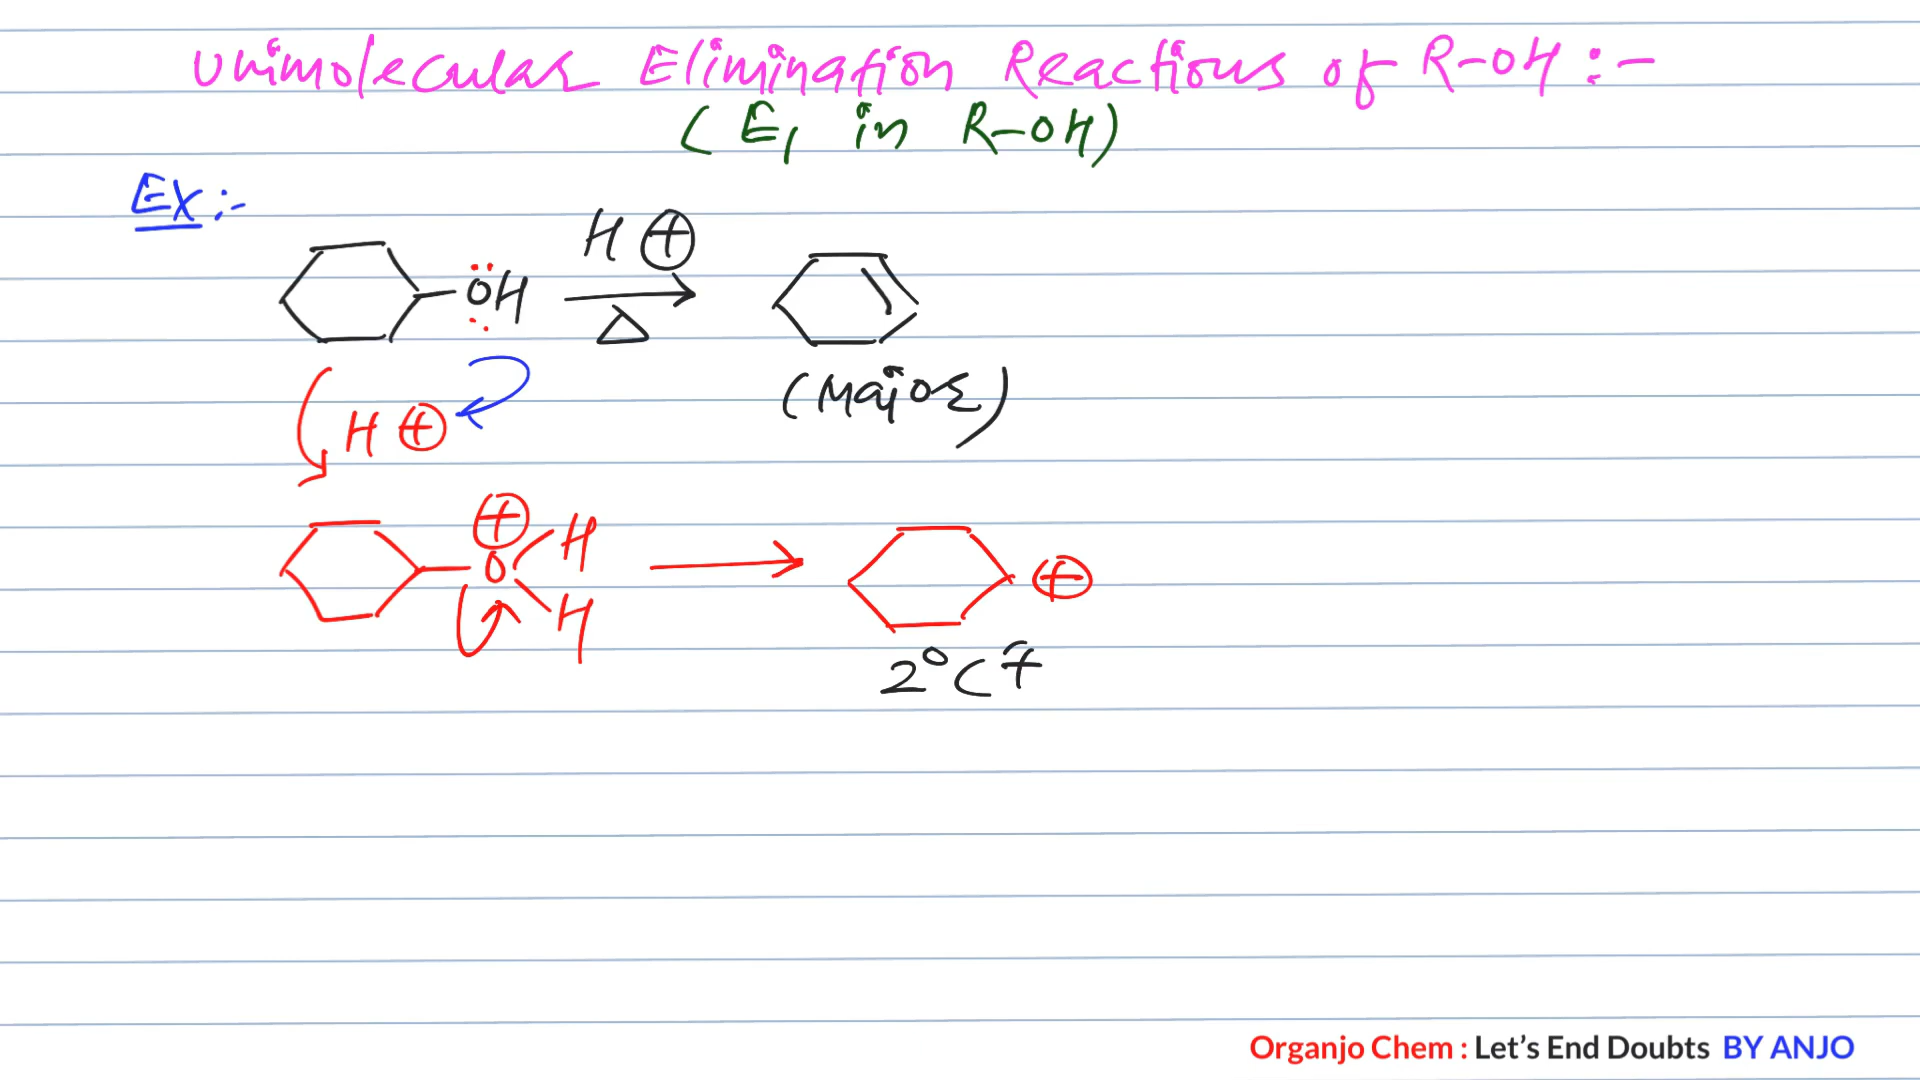 Unimolecular Elimination Reactions of R-OH :-
(E1 in R-OH)
Ex :-
H ⊕
OH
Δ
(Major)
H ⊕
⊕
O H
H
⊕
2° C +
Organjo Chem : Let's End Doubts BY ANJO